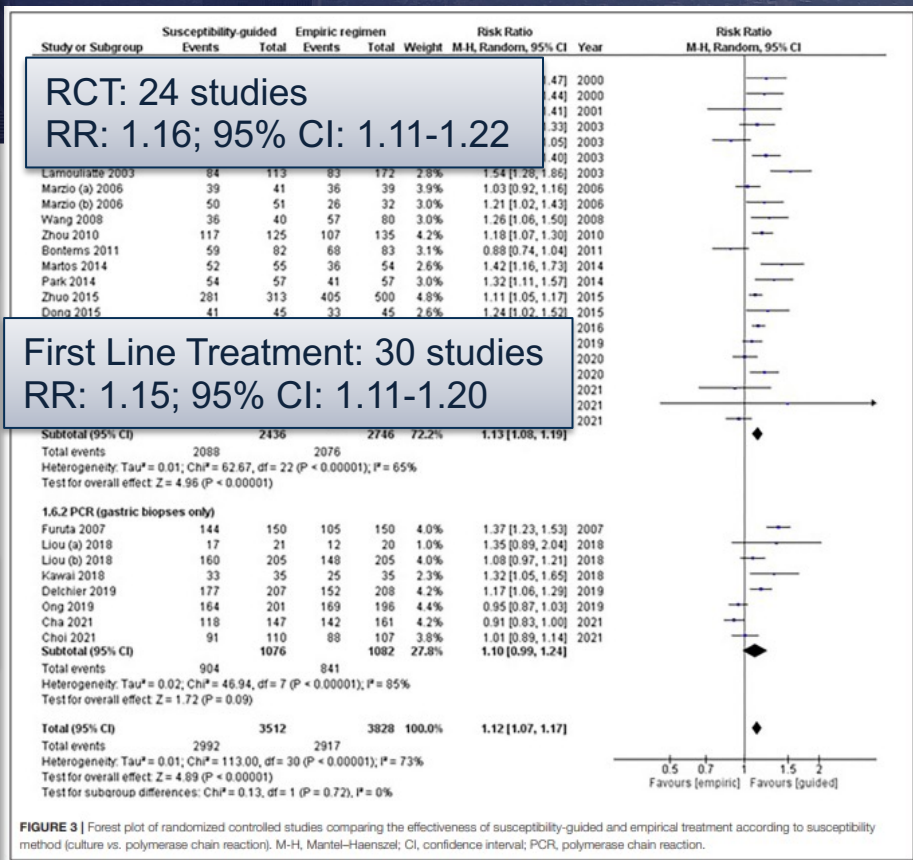 Susceptibility-guided Empiric regimen Risk Ratio Risk Ratio
Study or Subgroup Events Total Events Total Weight M-H, Random, 95% CI Year M-H, Random, 95% CI
RCT: 24 studies
RR: 1.16; 95% CI: 1.11-1.22
.47] 2000
.44] 2000
.41] 2001
.33] 2003
.05] 2003
.40] 2003
Lamouliatte 2003 84 113 83 172 2.8% 1.54 [1.28, 1.86] 2003
Marzio (a) 2006 39 41 36 39 3.9% 1.03 [0.92, 1.16] 2006
Marzio (b) 2006 50 51 26 32 3.0% 1.21 [1.02, 1.43] 2006
Wang 2008 36 40 57 80 3.0% 1.26 [1.06, 1.50] 2008
Zhou 2010 117 125 107 135 4.2% 1.18 [1.07, 1.30] 2010
Bontems 2011 59 82 68 83 3.1% 0.88 [0.74, 1.04] 2011
Martos 2014 52 55 36 54 2.6% 1.42 [1.16, 1.73] 2014
Park 2014 54 57 41 57 3.0% 1.32 [1.11, 1.57] 2014
Zhuo 2015 281 313 405 500 4.8% 1.11 [1.05, 1.17] 2015
Dong 2015 41 45 33 45 2.6% 1.24 [1.02, 1.52] 2015
2016
2019
2020
First Line Treatment: 30 studies
RR: 1.15; 95% CI: 1.11-1.20
2020
2021
2021
2021
Subtotal (95% CI) 2436 2746 72.2% 1.13 [1.08, 1.19]
Total events 2088 2076
Heterogeneity: Tau² = 0.01; Chi² = 62.67, df = 22 (P < 0.00001); I² = 65%
Test for overall effect: Z = 4.96 (P < 0.00001)
1.6.2 PCR (gastric biopses only)
Furuta 2007 144 150 105 150 4.0% 1.37 [1.23, 1.53] 2007
Liou (a) 2018 17 21 12 20 1.0% 1.35 [0.89, 2.04] 2018
Liou (b) 2018 160 205 148 205 4.1% 1.08 [0.97, 1.21] 2018
Kawai 2018 33 35 25 35 2.3% 1.32 [1.05, 1.65] 2018
Delchier 2019 177 207 152 208 4.2% 1.17 [1.06, 1.29] 2019
Ong 2019 164 201 169 196 4.4% 0.95 [0.87, 1.03] 2019
Cha 2021 118 147 142 161 4.1% 0.91 [0.83, 1.00] 2021
Choi 2021 91 110 88 107 3.8% 1.01 [0.89, 1.14] 2021
Subtotal (95% CI) 1076 1082 27.8% 1.10 [0.99, 1.24]
Total events 904 841
Heterogeneity: Tau² = 0.02; Chi² = 46.94, df = 7 (P < 0.00001); I² = 85%
Test for overall effect: Z = 1.72 (P = 0.09)
Total (95% CI) 3512 3828 100.0% 1.12 [1.07, 1.17]
Total events 2992 2917
Heterogeneity: Tau² = 0.01; Chi² = 113.00, df = 30 (P < 0.00001); I² = 73%
Test for overall effect: Z = 4.89 (P < 0.00001)
Test for subgroup differences: Chi² = 0.13, df = 1 (P = 0.72), I² = 0%
0.5 0.7 1 1.5 2
Favours [empiric] Favours [guided]
FIGURE 3 | Forest plot of randomized controlled studies comparing the effectiveness of susceptibility-guided and empirical treatment according to susceptibility
method (culture vs. polymerase chain reaction). M-H, Mantel–Haenszel; CI, confidence interval; PCR, polymerase chain reaction.